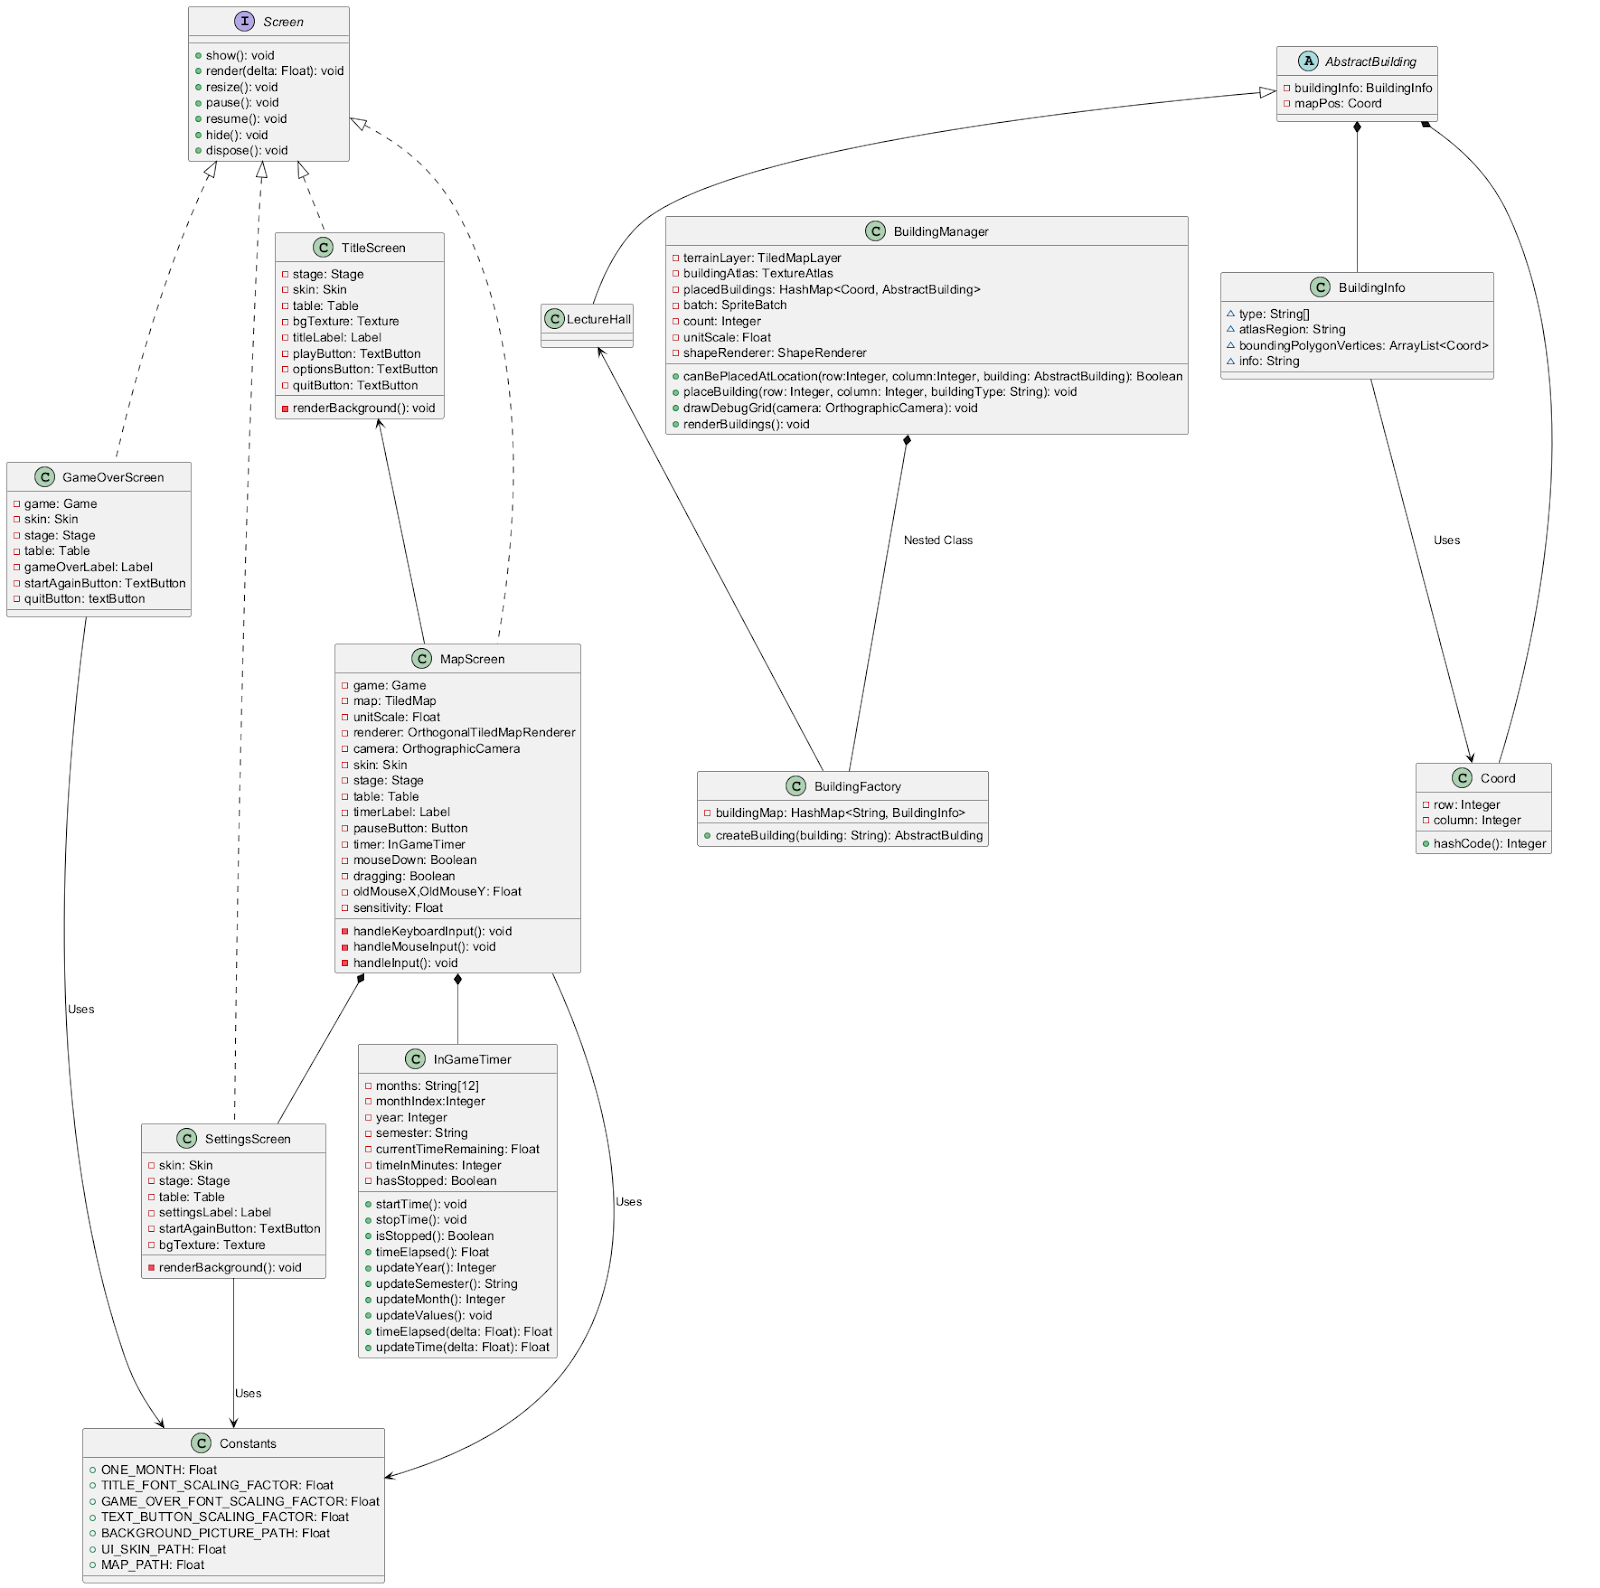 I Screen
show(): void
render(delta: Float): void
resize(): void
pause(): void
resume(): void
hide(): void
dispose(): void
A AbstractBuilding
buildingInfo: BuildingInfo
mapPos: Coord
C TitleScreen
stage: Stage
skin: Skin
table: Table
bgTexture: Texture
titleLabel: Label
playButton: TextButton
optionsButton: TextButton
quitButton: TextButton
renderBackground(): void
C LectureHall
C BuildingManager
terrainLayer: TiledMapLayer
buildingAtlas: TextureAtlas
placedBuildings: HashMap<Coord, AbstractBuilding>
batch: SpriteBatch
count: Integer
unitScale: Float
shapeRenderer: ShapeRenderer
canBePlacedAtLocation(row:Integer, column:Integer, building: AbstractBuilding): Boolean
placeBuilding(row: Integer, column: Integer, buildingType: String): void
drawDebugGrid(camera: OrthographicCamera): void
renderBuildings(): void
C BuildingInfo
~ type: String[]
~ atlasRegion: String
~ boundingPolygonVertices: ArrayList<Coord>
~ info: String
C GameOverScreen
game: Game
skin: Skin
stage: Stage
table: Table
gameOverLabel: Label
startAgainButton: TextButton
quitButton: textButton
Nested Class
Uses
C MapScreen
game: Game
map: TiledMap
unitScale: Float
renderer: OrthogonalTiledMapRenderer
camera: OrthographicCamera
skin: Skin
stage: Stage
table: Table
timerLabel: Label
pauseButton: Button
timer: InGameTimer
mouseDown: Boolean
dragging: Boolean
oldMouseX,OldMouseY: Float
sensitivity: Float
handleKeyboardInput(): void
handleMouseInput(): void
handleInput(): void
C BuildingFactory
buildingMap: HashMap<String, BuildingInfo>
createBuilding(building: String): AbstractBulding
C Coord
row: Integer
column: Integer
hashCode(): Integer
Uses
C InGameTimer
months: String[12]
monthIndex:Integer
year: Integer
semester: String
currentTimeRemaining: Float
timeInMinutes: Integer
hasStopped: Boolean
startTime(): void
stopTime(): void
isStopped(): Boolean
timeElapsed(): Float
updateYear(): Integer
updateSemester(): String
updateMonth(): Integer
updateValues(): void
timeElapsed(delta: Float): Float
updateTime(delta: Float): Float
C SettingsScreen
skin: Skin
stage: Stage
table: Table
settingsLabel: Label
startAgainButton: TextButton
bgTexture: Texture
renderBackground(): void
Uses
Uses
C Constants
ONE_MONTH: Float
TITLE_FONT_SCALING_FACTOR: Float
GAME_OVER_FONT_SCALING_FACTOR: Float
TEXT_BUTTON_SCALING_FACTOR: Float
BACKGROUND_PICTURE_PATH: Float
UI_SKIN_PATH: Float
MAP_PATH: Float